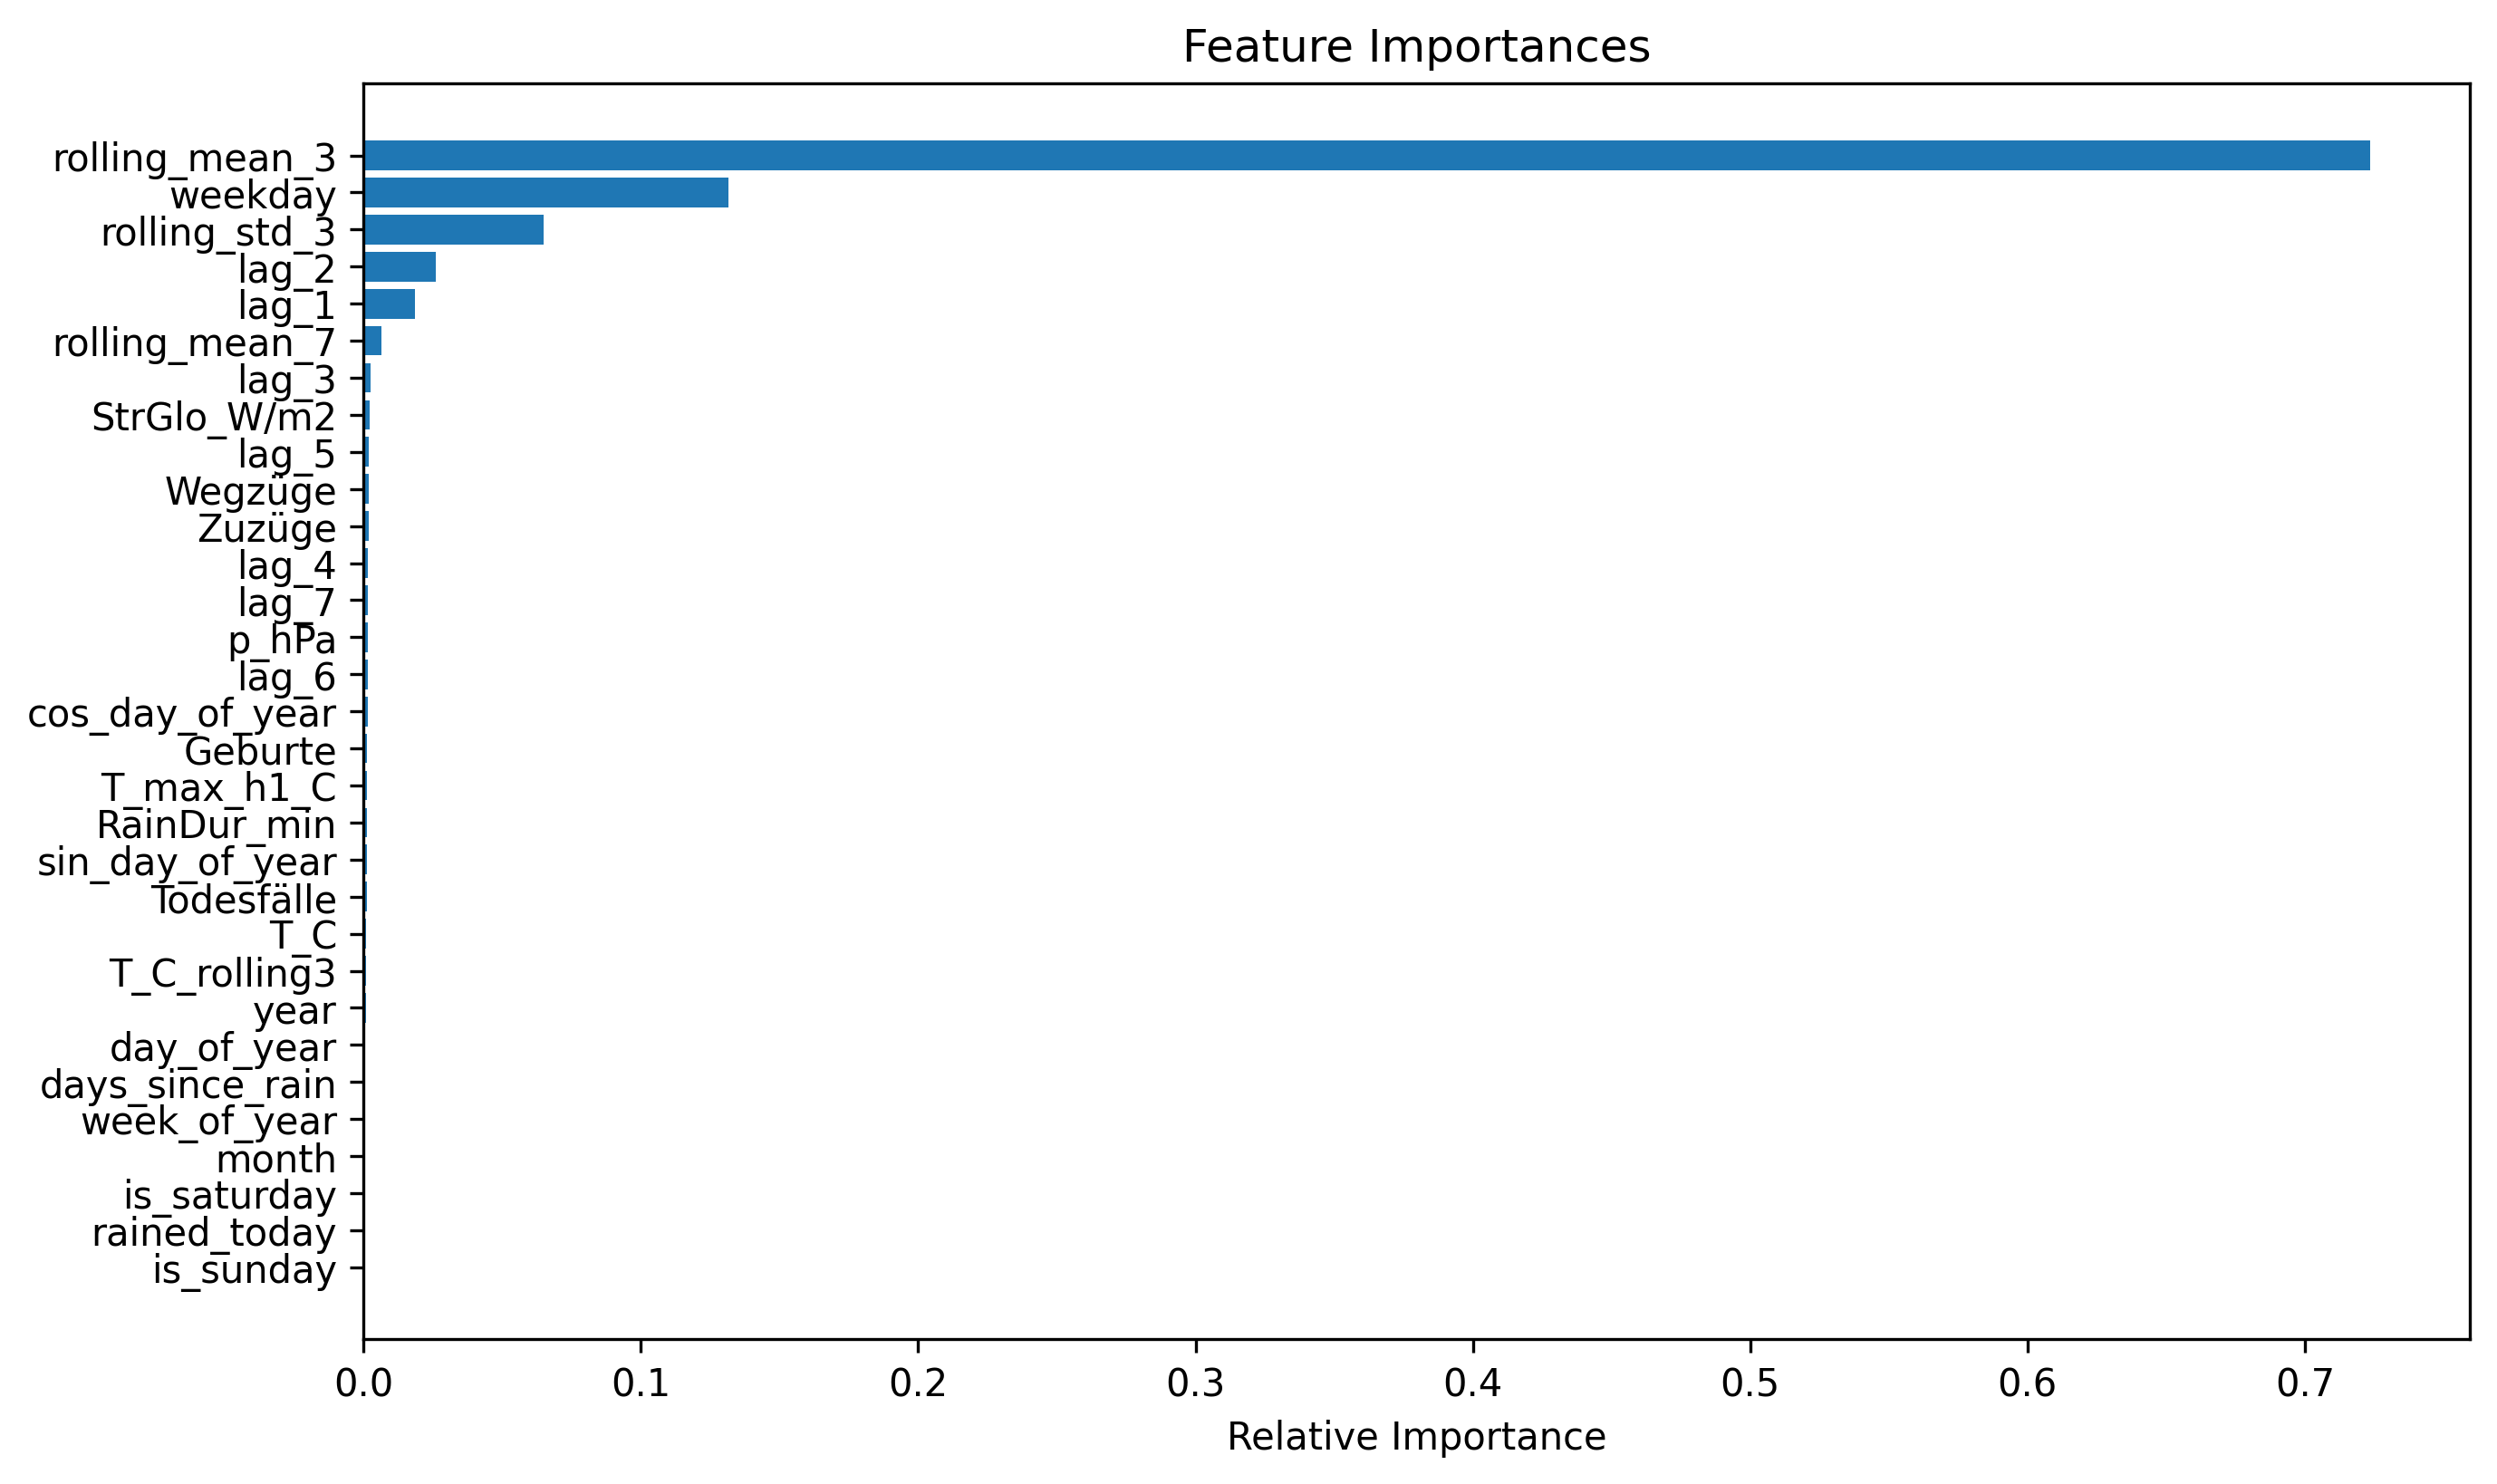 Feature Importances
rolling_mean_3
weekday
rolling_std_3
lag_2
lag_1
rolling_mean_7
lag_3
StrGlo_W/m2
lag_5
Wegzüge
Zuzüge
lag_4
lag_7
p_hPa
lag_6
cos_day_of_year
Geburte
T_max_h1_C
RainDur_min
sin_day_of_year
Todesfälle
T_C
T_C_rolling3
year
day_of_year
days_since_rain
week_of_year
month
is_saturday
rained_today
is_sunday
0.0 0.1 0.2 0.3 0.4 0.5 0.6 0.7
Relative Importance